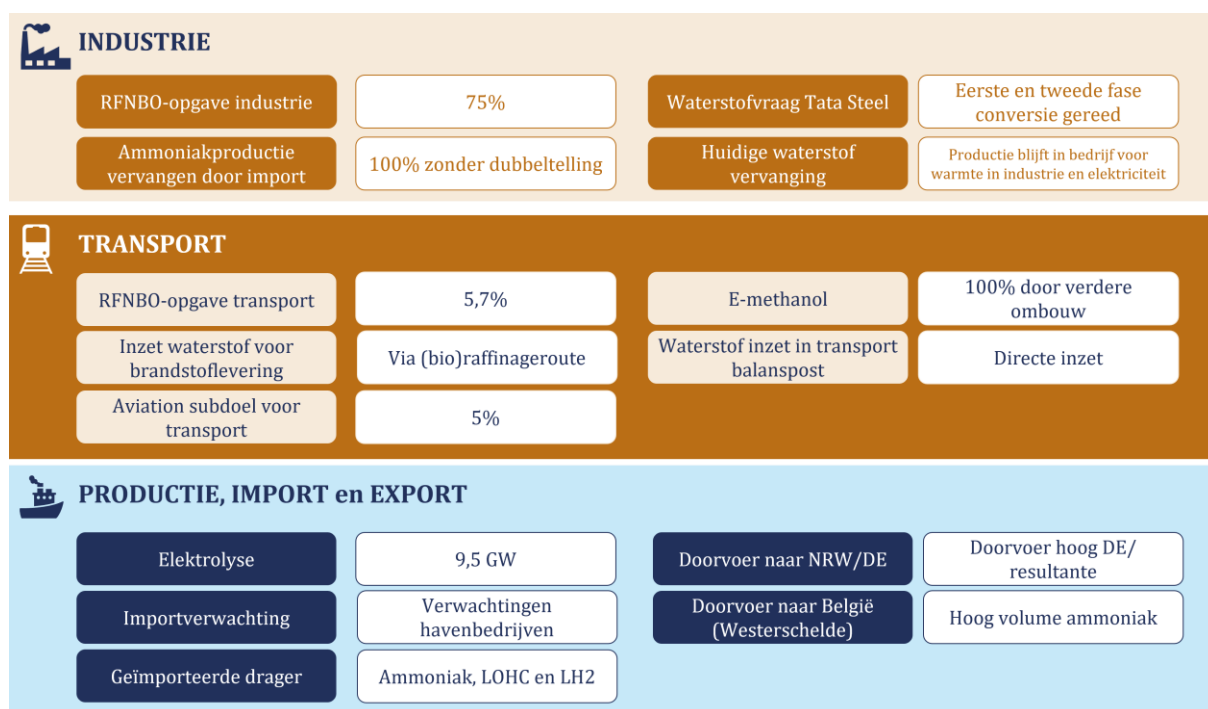 INDUSTRIE
RFNBO-opgave industrie
75%
Waterstofvraag Tata Steel
Eerste en tweede fase
conversie gereed
Ammoniakproductie
vervangen door import
100% zonder dubbeltelling
Huidige waterstof
vervanging
Productie blijft in bedrijf voor
warmte in industrie en elektriciteit
TRANSPORT
RFNBO-opgave transport
5,7%
E-methanol
100% door verdere
ombouw
Inzet waterstof voor
brandstoflevering
Via (bio)raffinageroute
Waterstof inzet in transport
balanspost
Directe inzet
Aviation subdoel voor
transport
5%
PRODUCTIE, IMPORT en EXPORT
Elektrolyse
9,5 GW
Doorvoer naar NRW/DE
Doorvoer hoog DE/
resultante
Importverwachting
Verwachtingen
havenbedrijven
Doorvoer naar België
(Westerschelde)
Hoog volume ammoniak
Geïmporteerde drager
Ammoniak, LOHC en LH2